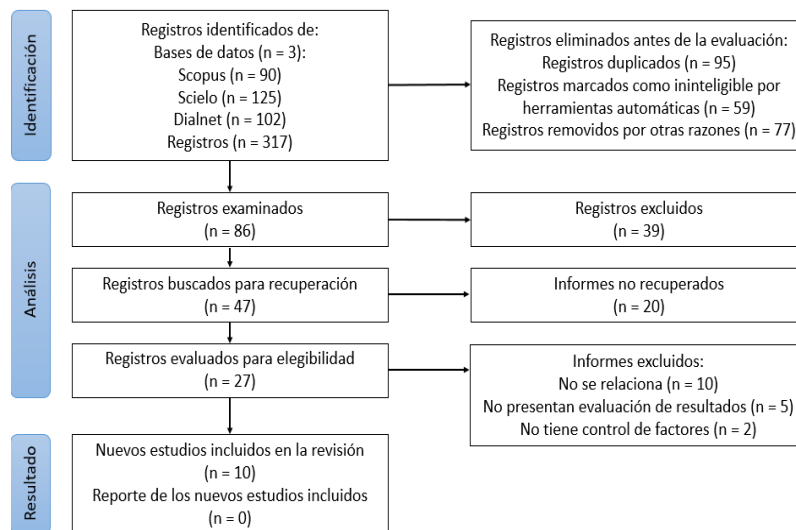 Identificación
Registros identificados de:
Bases de datos (n = 3):
Scopus (n = 90)
Scielo (n = 125)
Dialnet (n = 102)
Registros (n = 317)
Registros eliminados antes de la evaluación:
Registros duplicados (n = 95)
Registros marcados como ininteligible por
herramientas automáticas (n = 59)
Registros removidos por otras razones (n = 77)
Análisis
Registros examinados
(n = 86)
Registros excluidos
(n = 39)
Registros buscados para recuperación
(n = 47)
Informes no recuperados
(n = 20)
Registros evaluados para elegibilidad
(n = 27)
Informes excluidos:
No se relaciona (n = 10)
No presentan evaluación de resultados (n = 5)
No tiene control de factores (n = 2)
Resultado
Nuevos estudios incluidos en la revisión
(n = 10)
Reporte de los nuevos estudios incluidos
(n = 0)